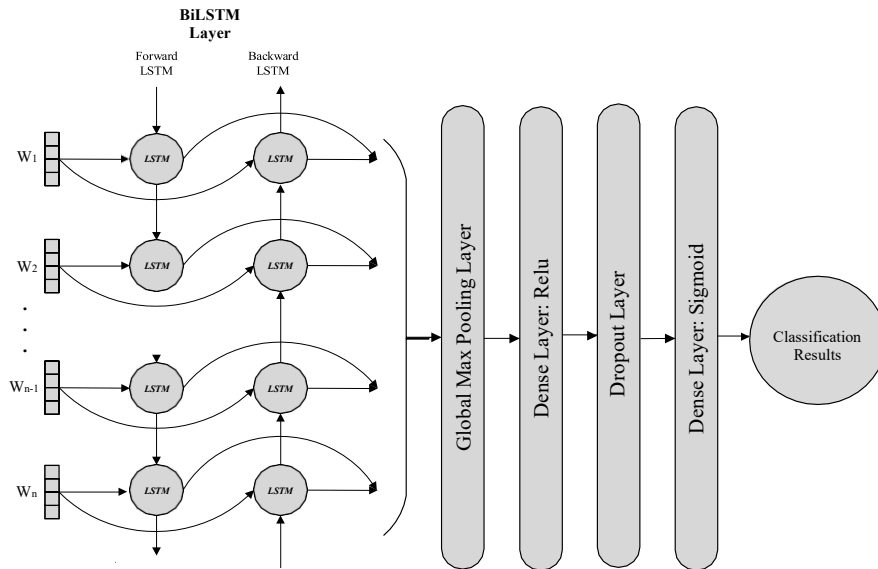 BiLSTM
Layer
Forward
LSTM
Backward
LSTM
W1
LSTM
LSTM
W2
LSTM
LSTM
.
.
.
Wn-1
LSTM
LSTM
Wn
LSTM
LSTM
Global Max Pooling Layer
Dense Layer: Relu
Dropout Layer
Dense Layer: Sigmoid
Classification
Results